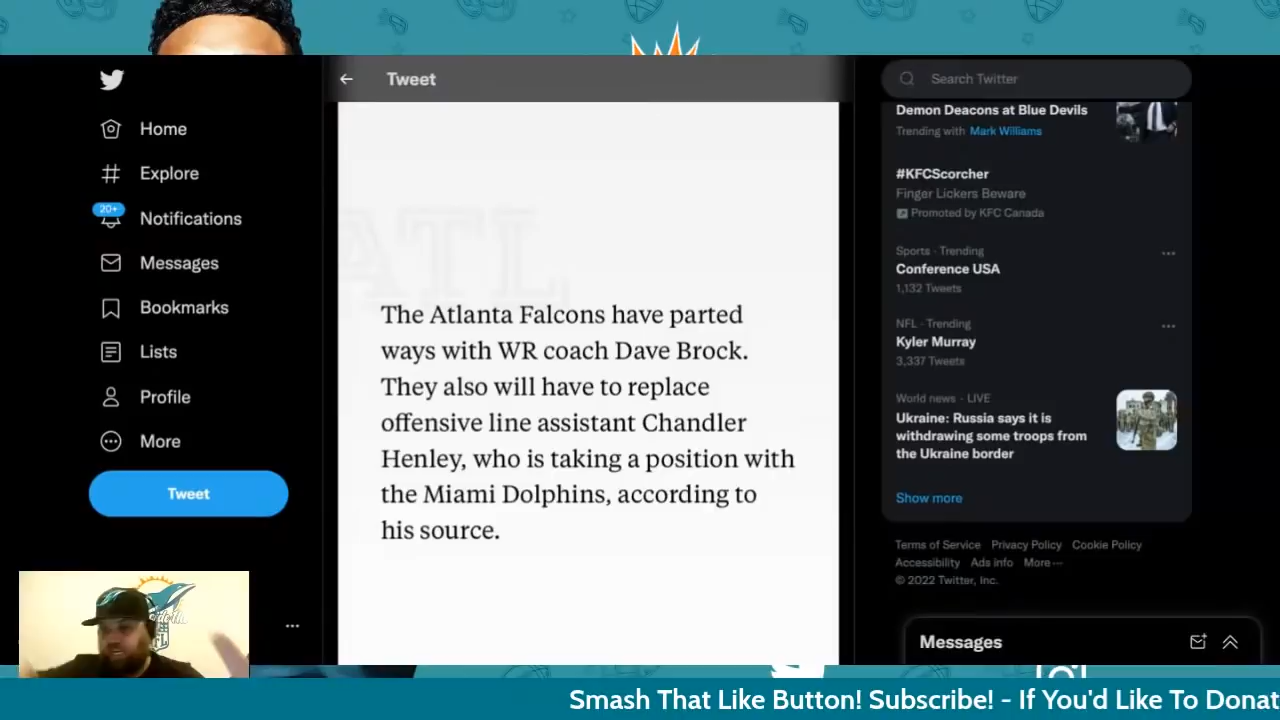 Tweet
Search Twitter
Home
Explore
20+
Notifications
Messages
Bookmarks
Lists
Profile
More
Tweet
ATL
The Atlanta Falcons have parted
ways with WR coach Dave Brock.
They also will have to replace
offensive line assistant Chandler
Henley, who is taking a position with
the Miami Dolphins, according to
his source.
Demon Deacons at Blue Devils
Trending with Mark Williams
#KFCScorcher
Finger Lickers Beware
Promoted by KFC Canada
Sports · Trending
Conference USA
1,132 Tweets
NFL · Trending
Kyler Murray
3,337 Tweets
World news · LIVE
Ukraine: Russia says it is
withdrawing some troops from
the Ukraine border
Show more
Terms of Service Privacy Policy Cookie Policy
Accessibility Ads info More
© 2022 Twitter, Inc.
Messages
Smash That Like Button! Subscribe! - If You'd Like To Donat